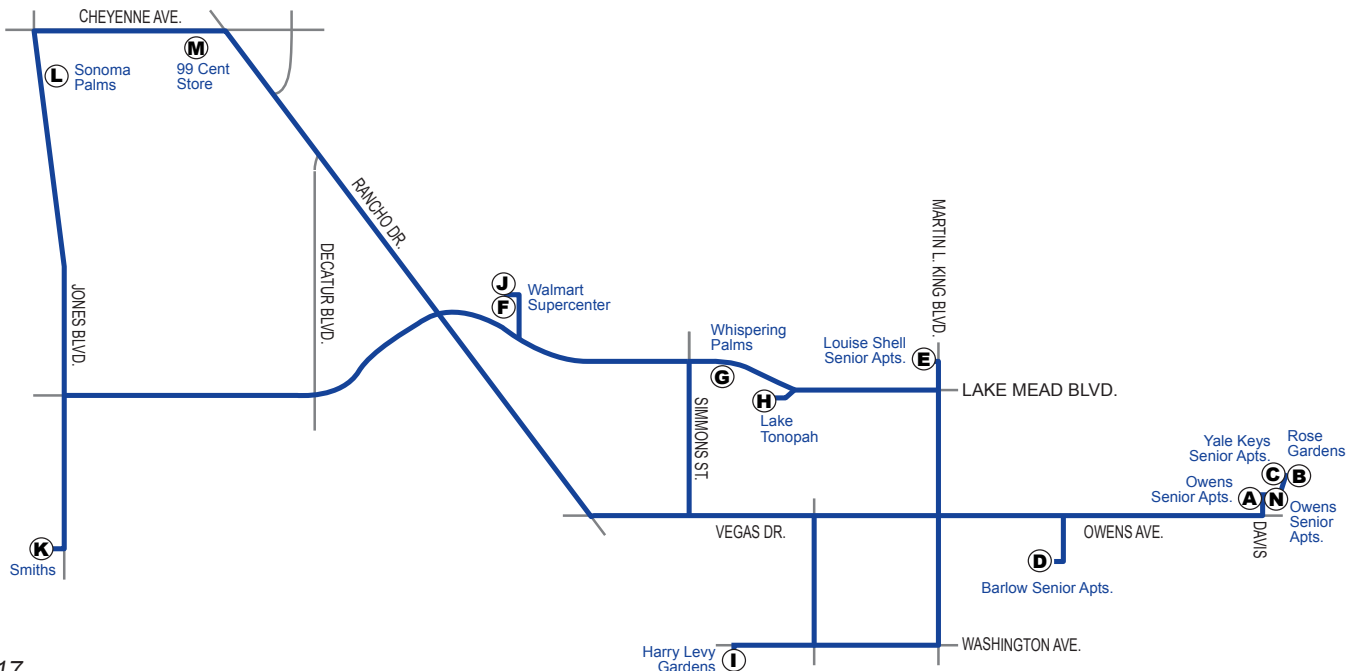 CHEYENNE AVE.
L
Sonoma
Palms
M
99 Cent
Store
RANCHO DR.
DECATUR BLVD.
JONES BLVD.
J
F
Walmart
Supercenter
MARTIN L. KING BLVD.
Whispering
Palms
G
Louise Shell
Senior Apts.
E
LAKE MEAD BLVD.
H
Lake
Tonopah
SIMMONS ST.
Yale Keys
Senior Apts.
Rose
Gardens
C
B
Owens
Senior Apts.
A
N
Owens
Senior
Apts.
VEGAS DR.
OWENS AVE.
DAVIS
K
Smiths
D
Barlow Senior Apts.
WASHINGTON AVE.
Harry Levy
Gardens
I
17